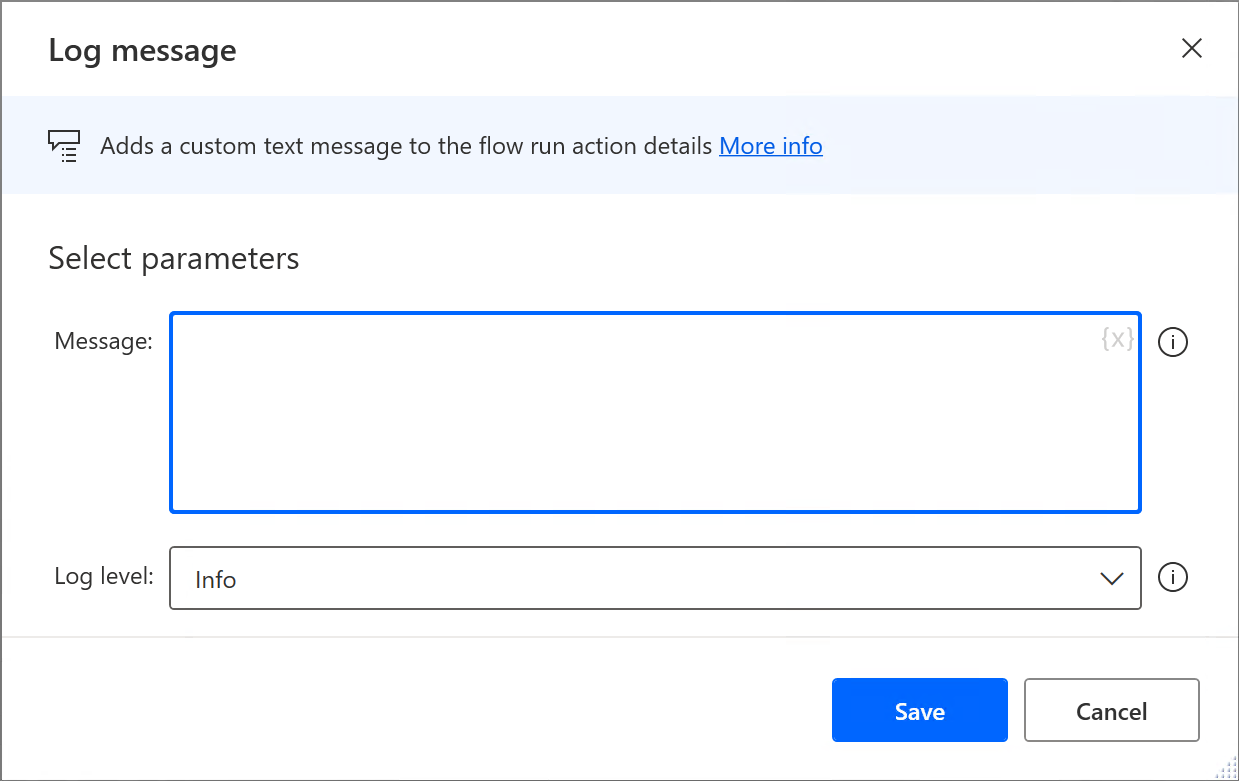 Log message
Adds a custom text message to the flow run action details More info
Select parameters
Message:
{x}
Log level:
Info
Save
Cancel